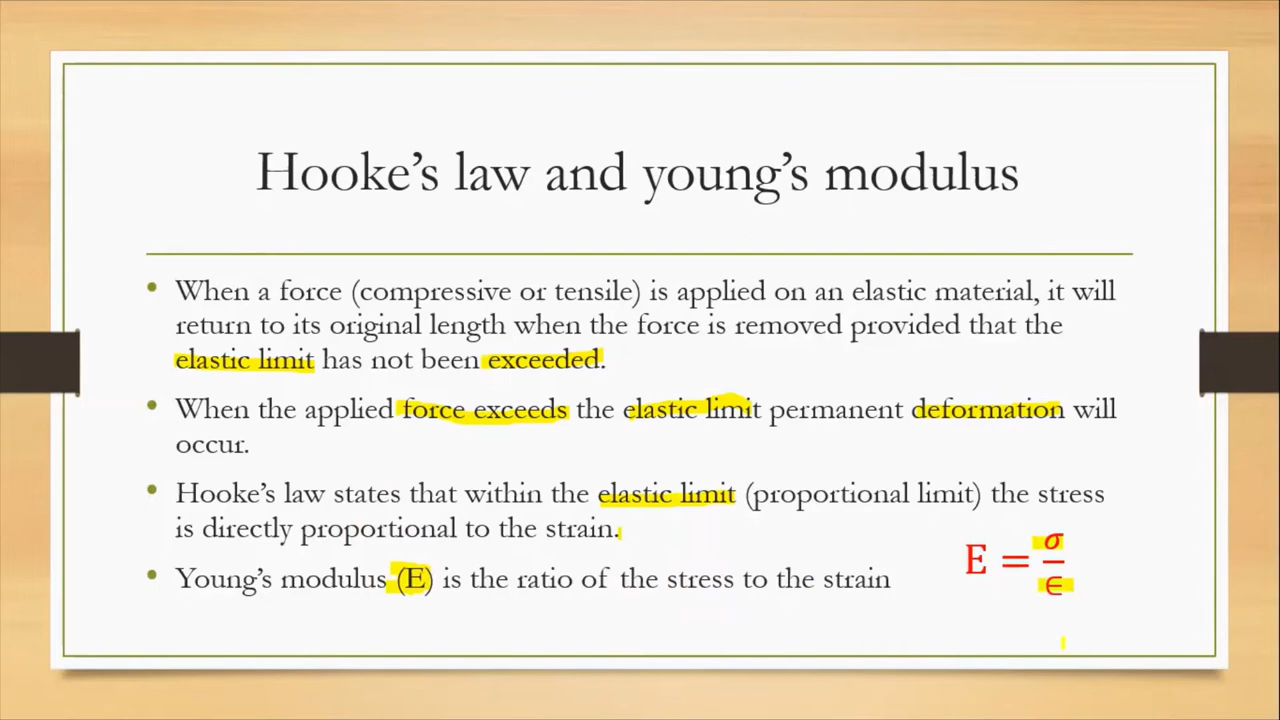 Hooke’s law and young’s modulus
• When a force (compressive or tensile) is applied on an elastic material, it will
return to its original length when the force is removed provided that the
elastic limit has not been exceeded.
• When the applied force exceeds the elastic limit permanent deformation will
occur.
• Hooke’s law states that within the elastic limit (proportional limit) the stress
is directly proportional to the strain.
• Young’s modulus (E) is the ratio of the stress to the strain
E = σ/∈